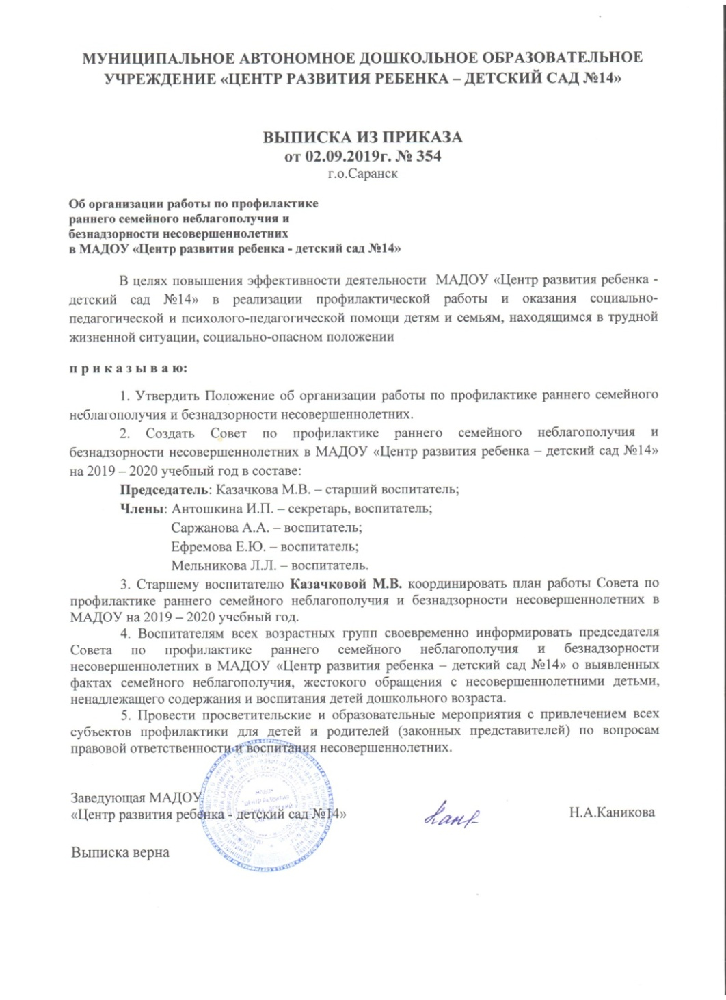 МУНИЦИПАЛЬНОЕ АВТОНОМНОЕ ДОШКОЛЬНОЕ ОБРАЗОВАТЕЛЬНОЕ
УЧРЕЖДЕНИЕ «ЦЕНТР РАЗВИТИЯ РЕБЕНКА – ДЕТСКИЙ САД №14»
ВЫПИСКА ИЗ ПРИКАЗА
от 02.09.2019г. № 354
г.о.Саранск
Об организации работы по профилактике
раннего семейного неблагополучия и
безнадзорности несовершеннолетних
в МАДОУ «Центр развития ребенка - детский сад №14»
В целях повышения эффективности деятельности МАДОУ «Центр развития ребенка -
детский сад №14» в реализации профилактической работы и оказания социально-
педагогической и психолого-педагогической помощи детям и семьям, находящимся в трудной
жизненной ситуации, социально-опасном положении
п р и к а з ы в а ю:
1. Утвердить Положение об организации работы по профилактике раннего семейного
неблагополучия и безнадзорности несовершеннолетних.
2. Создать Совет по профилактике раннего семейного неблагополучия и
безнадзорности несовершеннолетних в МАДОУ «Центр развития ребенка – детский сад №14»
на 2019 – 2020 учебный год в составе:
Председатель: Казачкова М.В. – старший воспитатель;
Члены: Антошкина И.П. – секретарь, воспитатель;
Саржанова А.А. – воспитатель;
Ефремова Е.Ю. – воспитатель;
Мельникова Л.Л. – воспитатель.
3. Старшему воспитателю Казачковой М.В. координировать план работы Совета по
профилактике раннего семейного неблагополучия и безнадзорности несовершеннолетних в
МАДОУ на 2019 – 2020 учебный год.
4. Воспитателям всех возрастных групп своевременно информировать председателя
Совета по профилактике раннего семейного неблагополучия и безнадзорности
несовершеннолетних в МАДОУ «Центр развития ребенка – детский сад №14» о выявленных
фактах семейного неблагополучия, жестокого обращения с несовершеннолетними детьми,
ненадлежащего содержания и воспитания детей дошкольного возраста.
5. Провести просветительские и образовательные мероприятия с привлечением всех
субъектов профилактики для детей и родителей (законных представителей) по вопросам
правовой ответственности и воспитания несовершеннолетних.
Заведующая МАДОУ
«Центр развития ребенка - детский сад №14»
Н.А.Каникова
Выписка верна